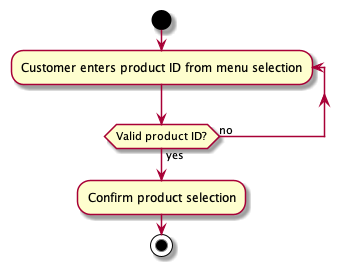 Customer enters product ID from menu selection
Valid product ID?
no
yes
Confirm product selection